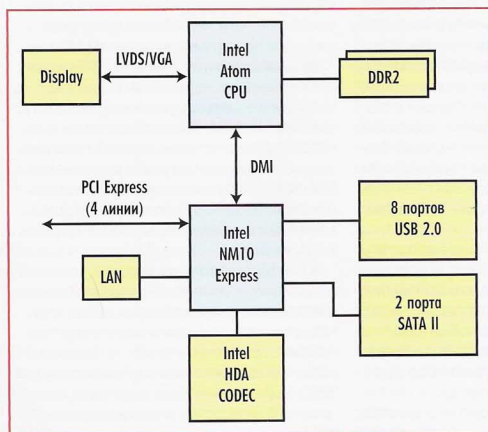 Display
LVDS/VGA
Intel
Atom
CPU
DDR2
DMI
PCI Express
(4 линии)
Intel
NM10
Express
8 портов
USB 2.0
LAN
2 порта
SATA II
Intel
HDA
CODEC